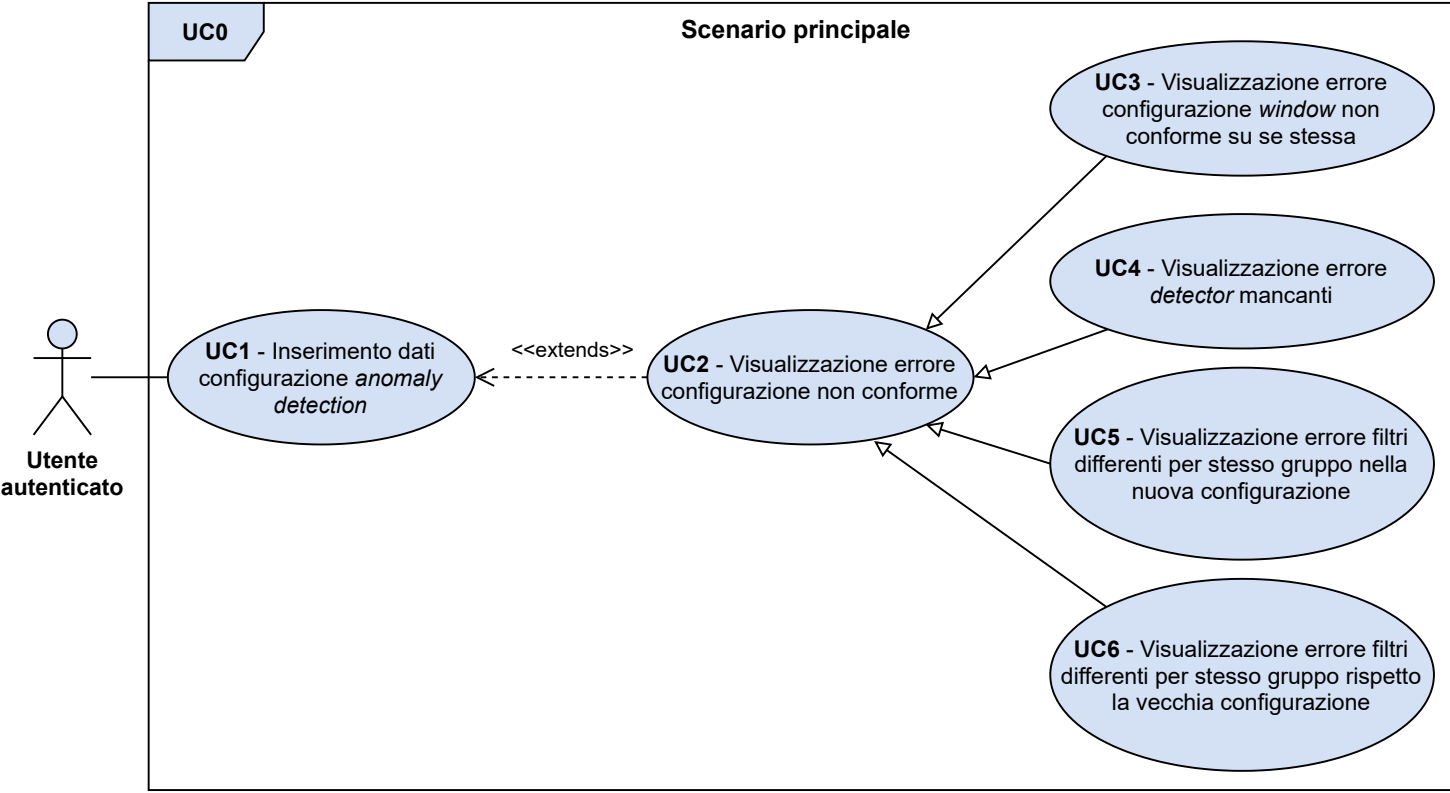 UC0
Scenario principale
UC3 - Visualizzazione errore
configurazione window non
conforme su se stessa
UC4 - Visualizzazione errore
detector mancanti
UC1 - Inserimento dati
configurazione anomaly
detection
<<extends>>
UC2 - Visualizzazione errore
configurazione non conforme
UC5 - Visualizzazione errore filtri
differenti per stesso gruppo nella
nuova configurazione
Utente
autenticato
UC6 - Visualizzazione errore filtri
differenti per stesso gruppo rispetto
la vecchia configurazione